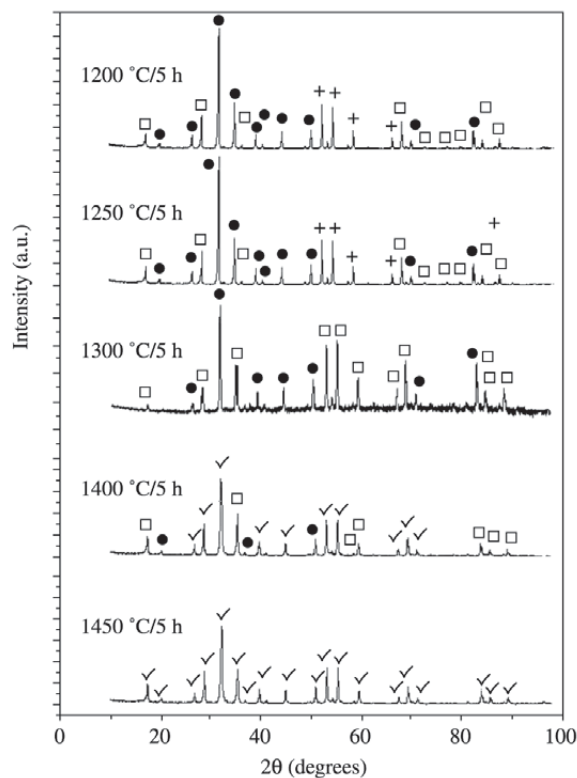 1200 ˚C/5 h
1250 ˚C/5 h
1300 ˚C/5 h
1400 ˚C/5 h
1450 ˚C/5 h
Intensity (a.u.)
0 20 40 60 80 100
2θ (degrees)